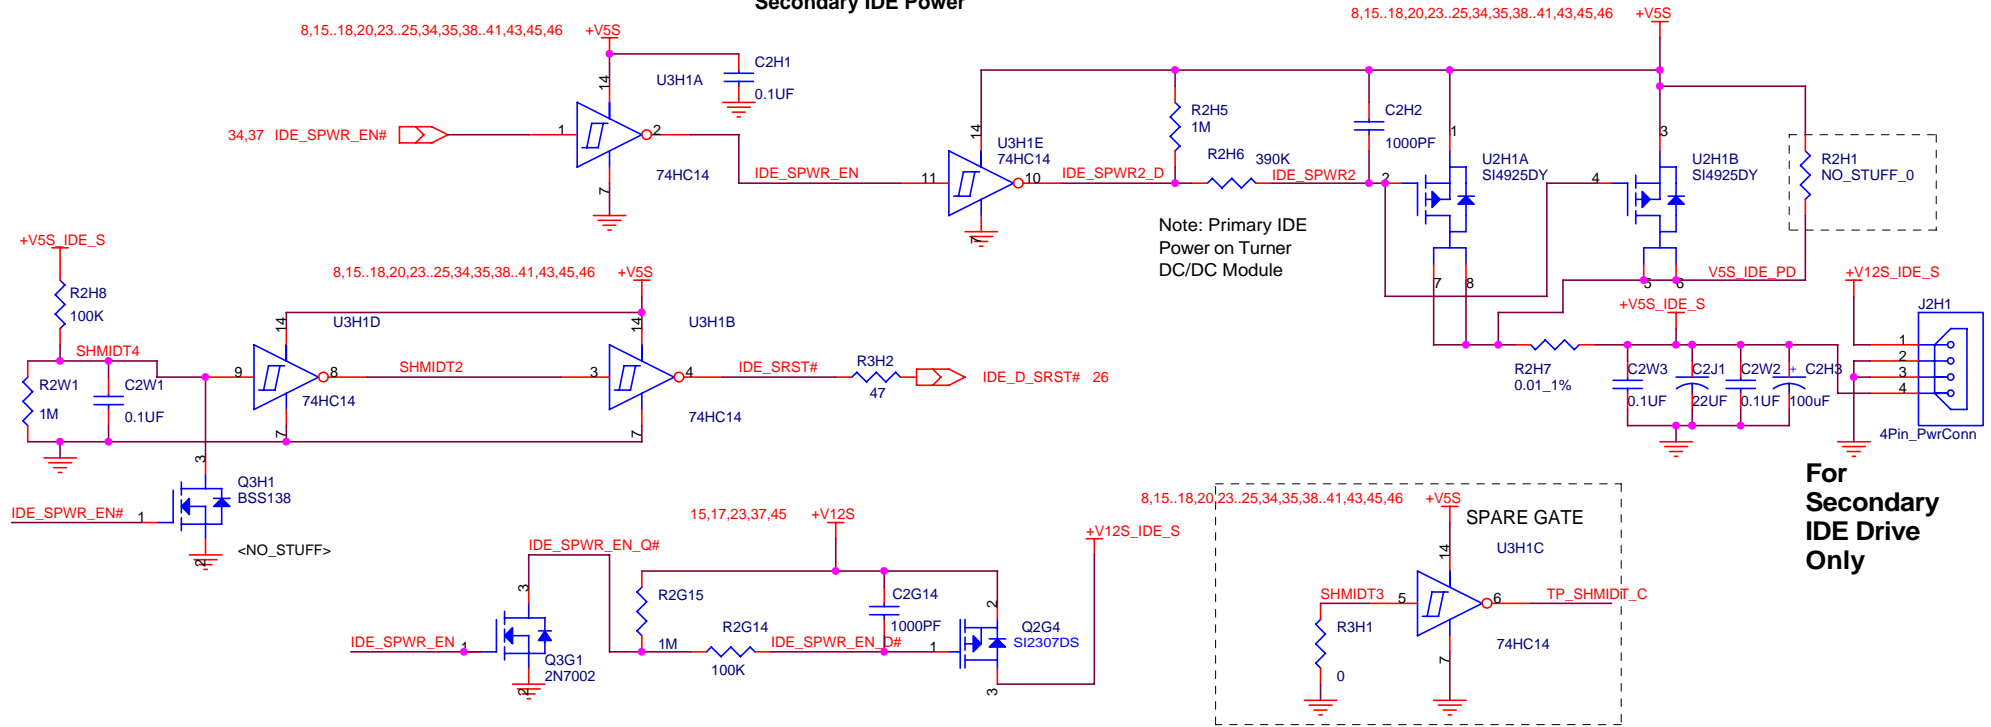 Secondary IDE Power
8,15..18,20,23..25,34,35,38..41,43,45,46 +V5S
C2H1
0.1UF
U3H1A
14
34,37 IDE_SPWR_EN#
1
2
7
74HC14
IDE_SPWR_EN
8,15..18,20,23..25,34,35,38..41,43,45,46 +V5S
14
U3H1E
74HC14
11
10
7
IDE_SPWR2_D
R2H5
1M
R2H6
390K
IDE_SPWR2
C2H2
1000PF
1
2
U2H1A
SI4925DY
7
8
3
4
U2H1B
SI4925DY
5
6
R2H1
NO_STUFF_0
Note: Primary IDE
Power on Turner
DC/DC Module
V5S_IDE_PD
+V12S_IDE_S
+V5S_IDE_S
J2H1
1
2
3
4
4Pin_PwrConn
R2H7
0.01_1%
C2W3
0.1UF
C2J1
22UF
C2W2
0.1UF
+
C2H3
100uF
For
Secondary
IDE Drive
Only
+V5S_IDE_S
R2H8
100K
SHMIDT4
R2W1
1M
C2W1
0.1UF
8,15..18,20,23..25,34,35,38..41,43,45,46 +V5S
14
U3H1D
9
8
7
74HC14
SHMIDT2
14
U3H1B
3
4
7
74HC14
IDE_SRST#
R3H2
47
IDE_D_SRST# 26
3
Q3H1
BSS138
IDE_SPWR_EN# 1
2
<NO_STUFF>
IDE_SPWR_EN_Q#
3
IDE_SPWR_EN 1
Q3G1
2N7002
2
15,17,23,37,45 +V12S
R2G15
1M
R2G14
100K
C2G14
1000PF
IDE_SPWR_EN_D#
1
2
Q2G4
SI2307DS
3
+V12S_IDE_S
8,15..18,20,23..25,34,35,38..41,43,45,46 +V5S
SPARE GATE
U3H1C
14
SHMIDT3
5
6
TP_SHMIDT_C
R3H1
0
7
74HC14